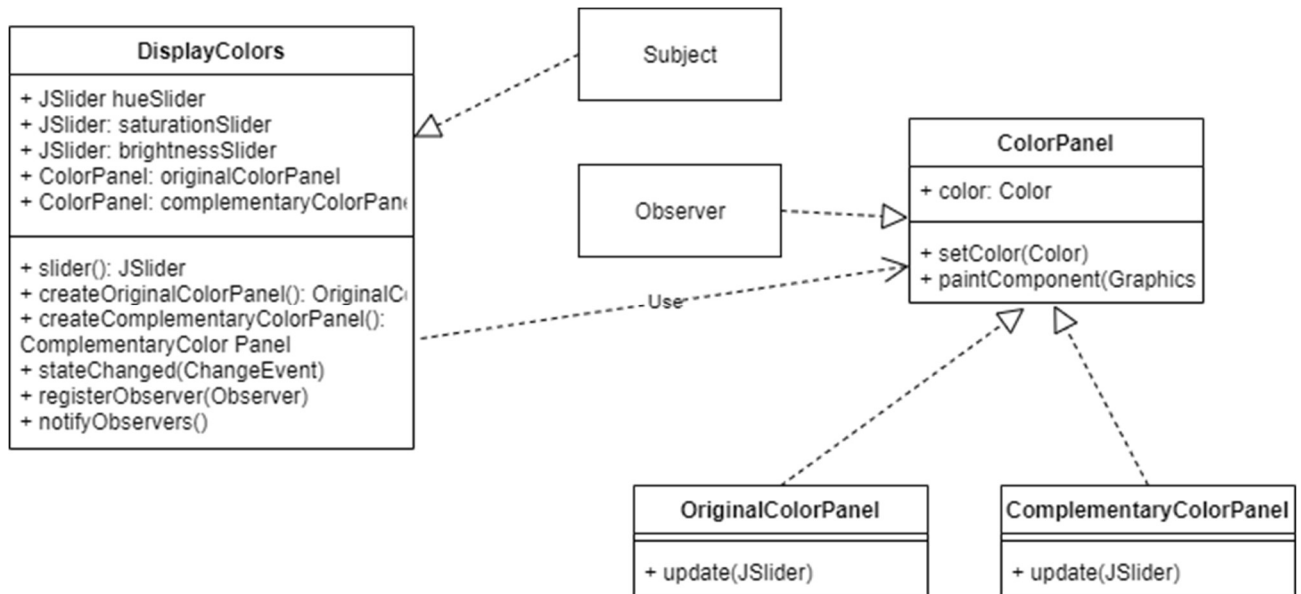 DisplayColors
+ JSlider hueSlider
+ JSlider: saturationSlider
+ JSlider: brightnessSlider
+ ColorPanel: originalColorPanel
+ ColorPanel: complementaryColorPane
+ slider(): JSlider
+ createOriginalColorPanel(): OriginalC
+ createComplementaryColorPanel():
ComplementaryColor Panel
+ stateChanged(ChangeEvent)
+ registerObserver(Observer)
+ notifyObservers()
Subject
Observer
Use
ColorPanel
+ color: Color
+ setColor(Color)
+ paintComponent(Graphics
OriginalColorPanel
+ update(JSlider)
ComplementaryColorPanel
+ update(JSlider)